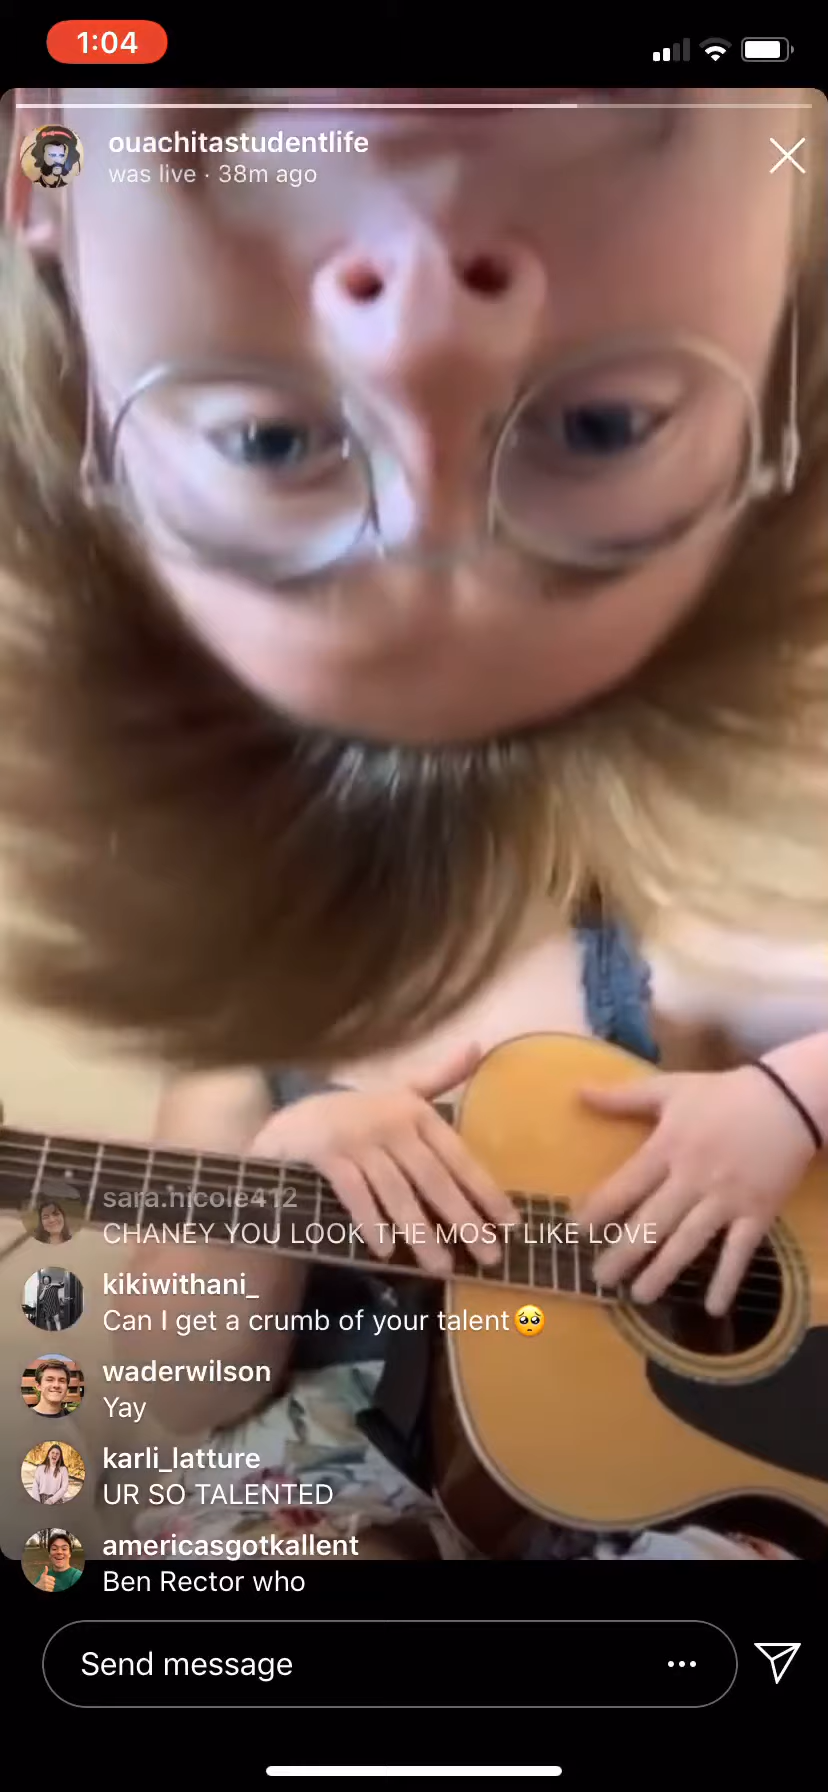 1:04
ouachitastudentlife
was live · 38m ago
sara.nicole412
CHANEY YOU LOOK THE MOST LIKE LOVE
kikiwithani_
Can I get a crumb of your talent🥺
waderwilson
Yay
karli_latture
UR SO TALENTED
americasgotkallent
Ben Rector who
Send message